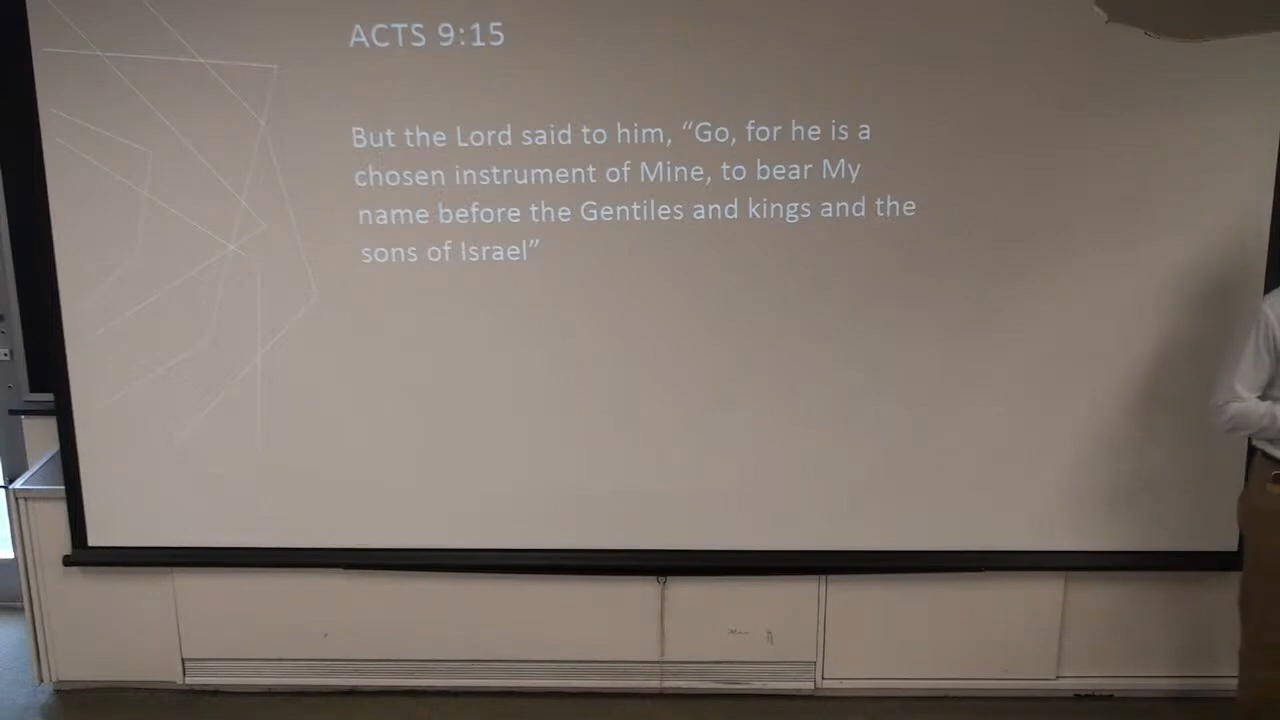 ACTS 9:15
But the Lord said to him, “Go, for he is a
chosen instrument of Mine, to bear My
name before the Gentiles and kings and the
sons of Israel”